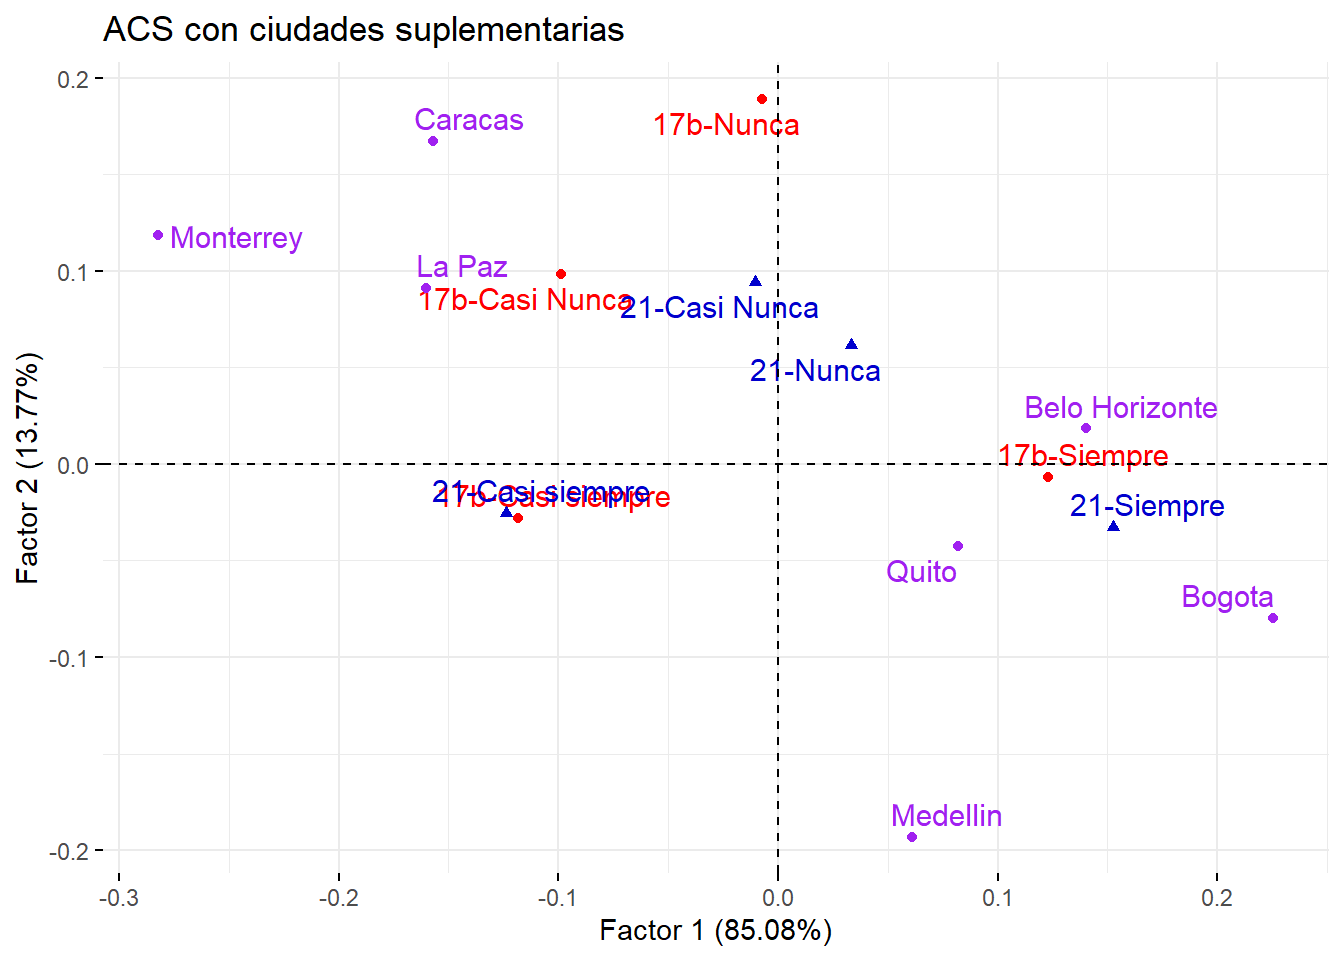 ACS con ciudades suplementarias
0.2
Caracas
17b-Nunca
Monterrey
La Paz
0.1
17b-Casi Nunca
21-Casi Nunca
21-Nunca
Belo Horizonte
17b-Siempre
0.0
21-Casi siempre
17b-Casi siempre
21-Siempre
Quito
Bogota
-0.1
Medellin
-0.2
-0.3 -0.2 -0.1 0.0 0.1 0.2
Factor 1 (85.08%)
Factor 2 (13.77%)